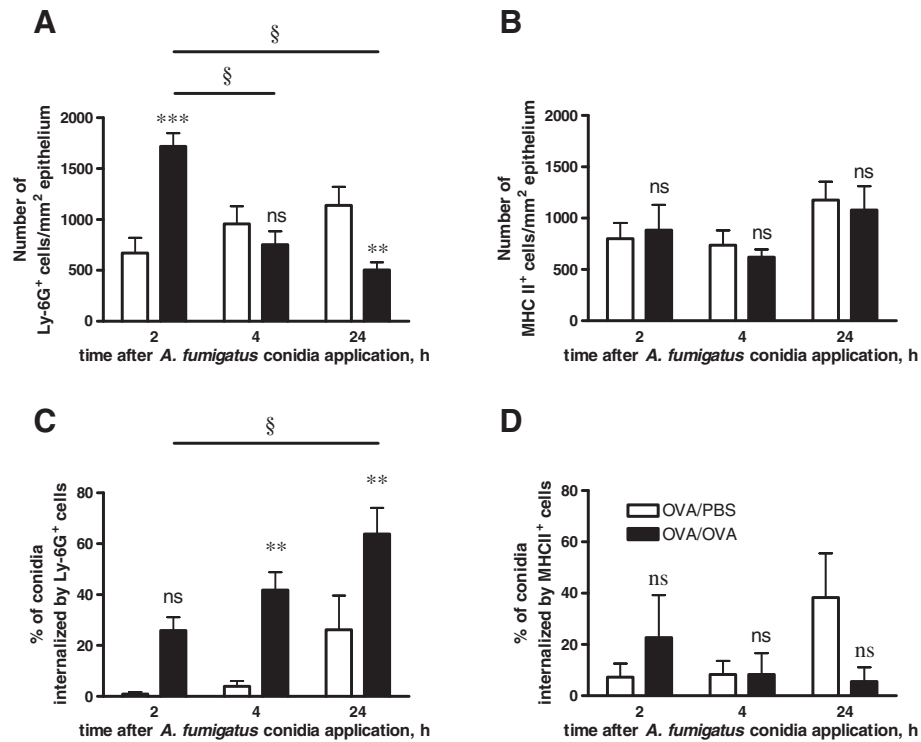 A
§
§
Number of
Ly-6G⁺ cells/mm² epithelium
2000
1500
1000
500
0
***
ns
**
2 4 24
time after A. fumigatus conidia application, h
B
Number of
MHC II⁺ cells/mm² epithelium
2000
1500
1000
500
0
ns
ns
ns
2 4 24
time after A. fumigatus conidia application, h
C
§
% of conidia
internalized by Ly-6G⁺ cells
80
60
40
20
0
ns
**
**
2 4 24
time after A. fumigatus conidia application, h
D
% of conidia
internalized by MHCII⁺ cells
80
60
40
20
0
OVA/PBS
OVA/OVA
ns
ns
ns
2 4 24
time after A. fumigatus conidia application, h